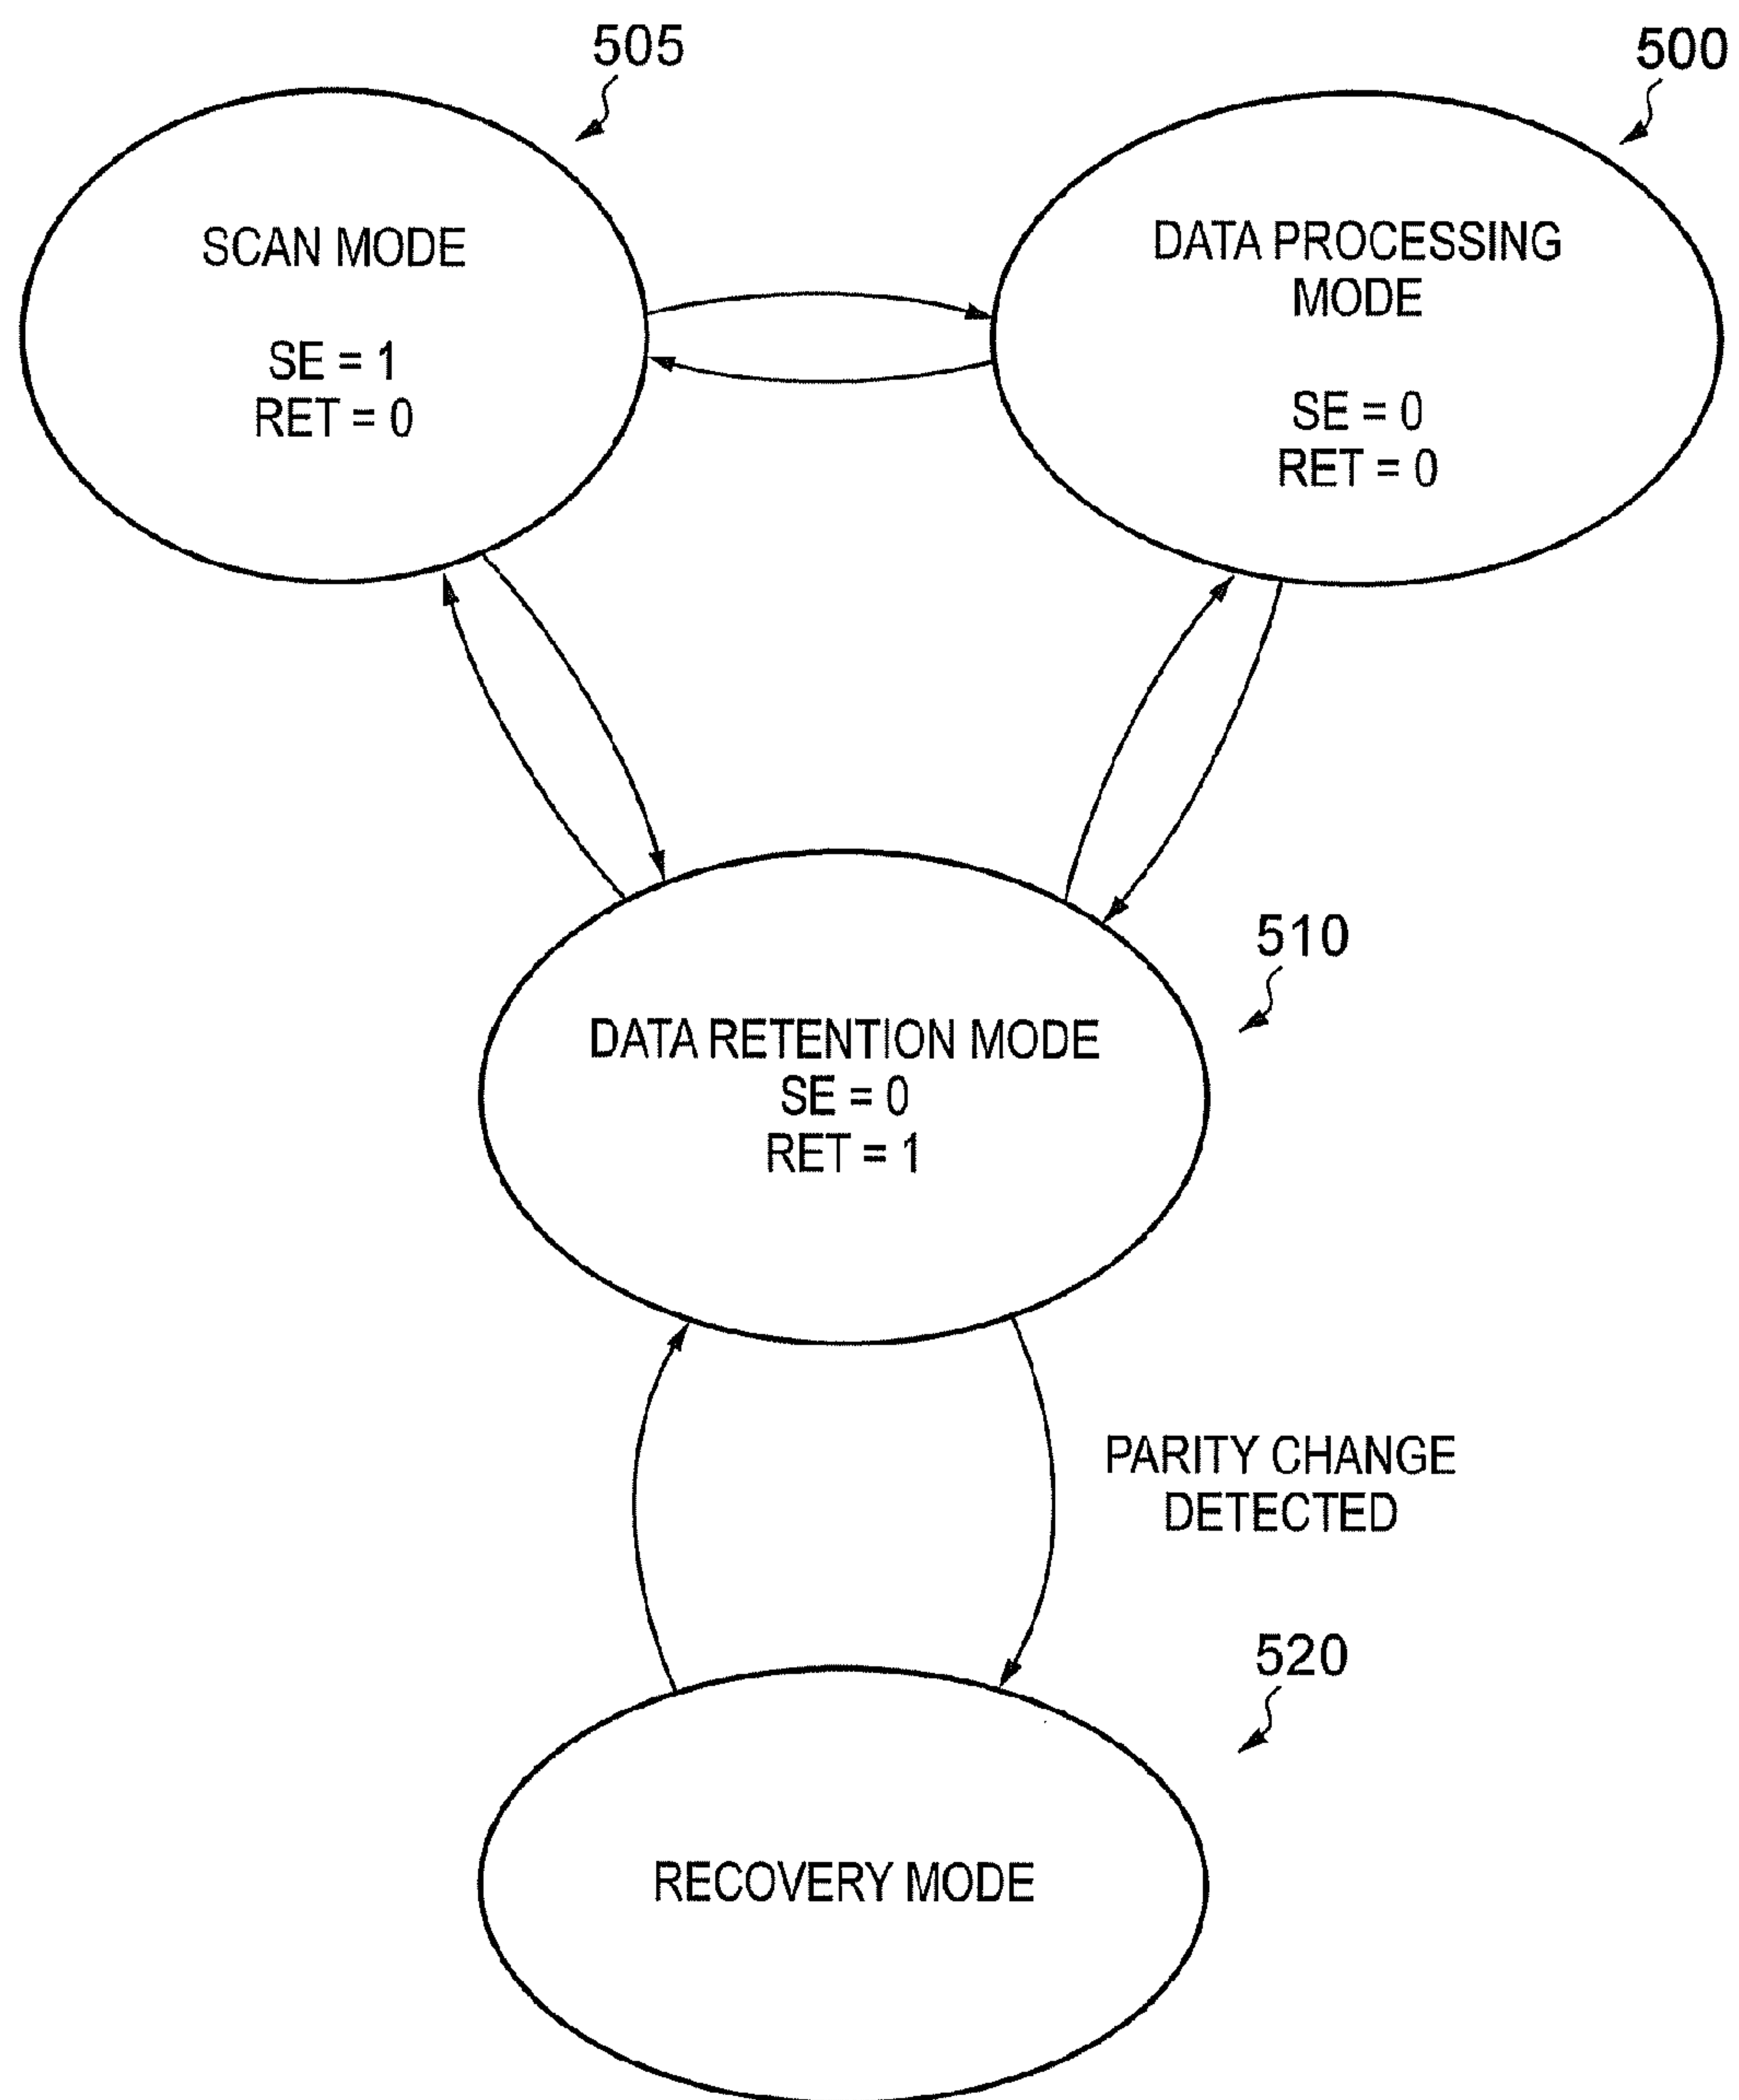 505
500
SCAN MODE
SE = 1
RET = 0
DATA PROCESSING
MODE
SE = 0
RET = 0
510
DATA RETENTION MODE
SE = 0
RET = 1
PARITY CHANGE
DETECTED
520
RECOVERY MODE